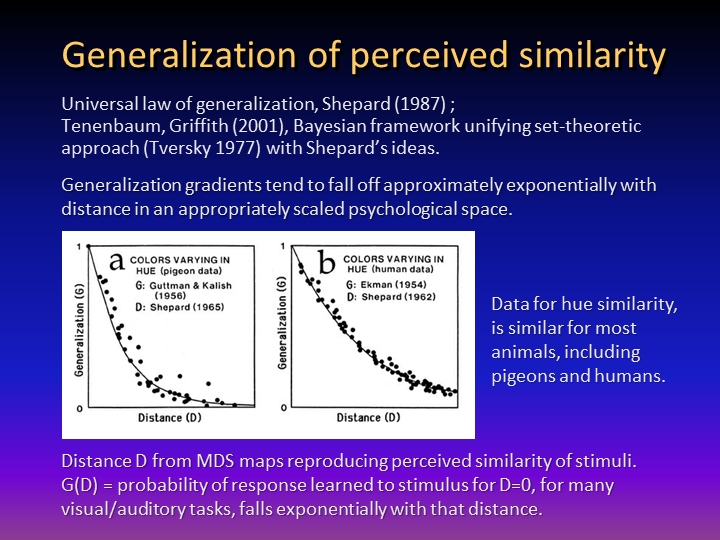 Generalization of perceived similarity
Universal law of generalization, Shepard (1987) ;
Tenenbaum, Griffith (2001), Bayesian framework unifying set-theoretic
approach (Tversky 1977) with Shepard’s ideas.
Generalization gradients tend to fall off approximately exponentially with
distance in an appropriately scaled psychological space.
1
a
COLORS VARYING IN
HUE (pigeon data)
G: Guttman & Kalish
(1956)
D: Shepard (1965)
Generalization (G)
0
Distance (D)
1
b
COLORS VARYING IN
HUE (human data)
G: Ekman (1954)
D: Shepard (1962)
Generalization (G)
0
Distance (D)
Data for hue similarity,
is similar for most
animals, including
pigeons and humans.
Distance D from MDS maps reproducing perceived similarity of stimuli.
G(D) = probability of response learned to stimulus for D=0, for many
visual/auditory tasks, falls exponentially with that distance.